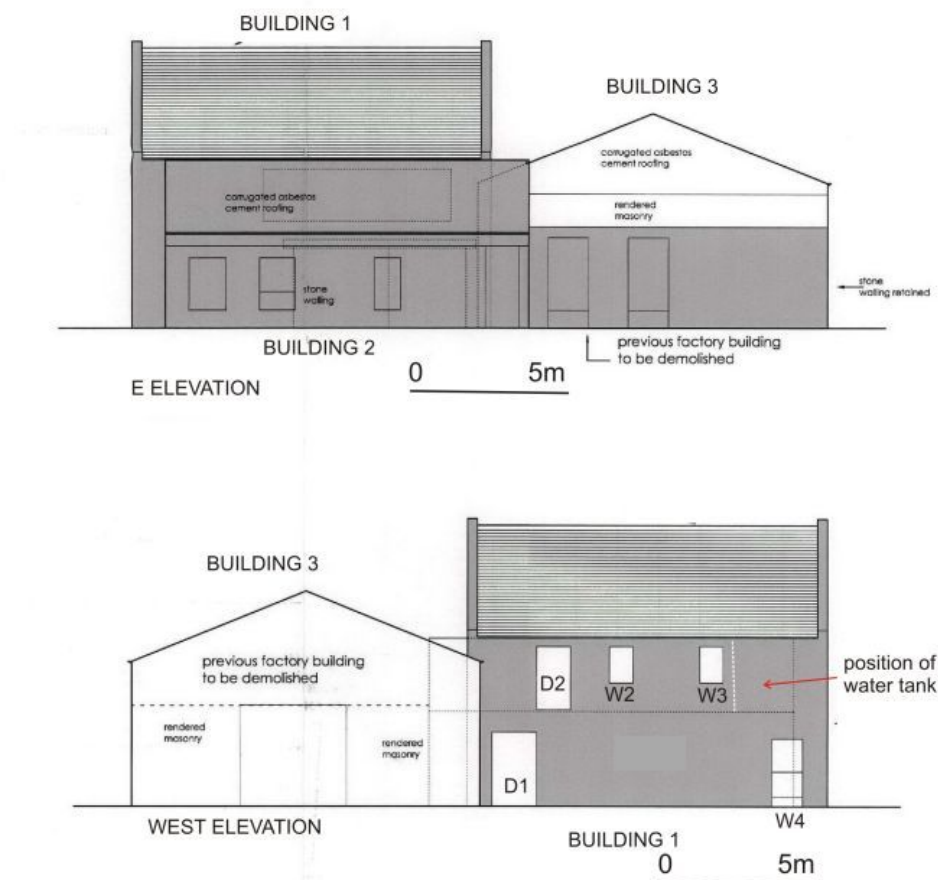 BUILDING 1
BUILDING 3
corrugated asbestos
cement roofing
rendered
masonry
corrugated asbestos
cement roofing
stone
walling
stone
walling retained
BUILDING 2
previous factory building
to be demolished
E ELEVATION
0 5m
BUILDING 3
previous factory building
to be demolished
rendered
masonry
rendered
masonry
D2
W2
W3
position of
water tank
D1
W4
WEST ELEVATION
BUILDING 1
0 5m